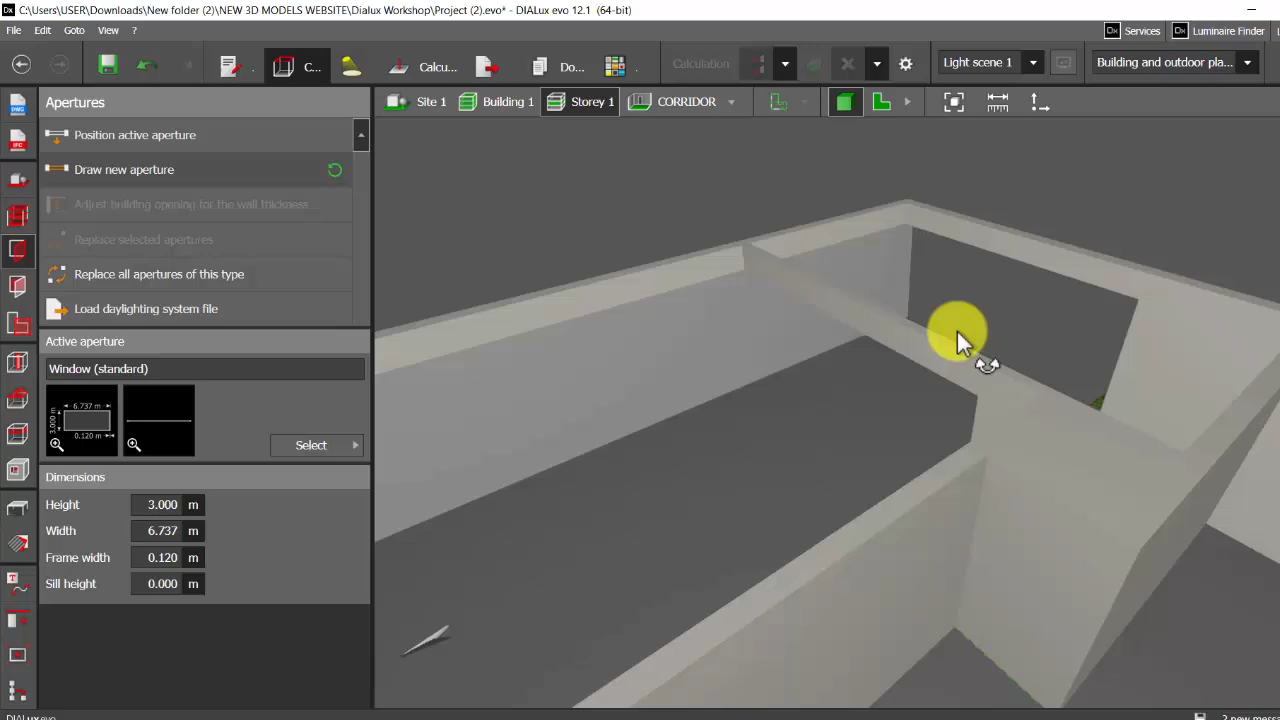 C:\Users\USER\Downloads\New folder (2)\NEW 3D MODELS WEBSITE\Dialux Workshop\Project (2).evo* - DIALux evo 12.1 (64-bit)
File Edit Goto View ?
Services Luminaire Finder
C... Calcu... Do... Calculation Light scene 1 Building and outdoor pla...
Apertures
Site 1 Building 1 Storey 1 CORRIDOR
Position active aperture
Draw new aperture
Adjust building opening for the wall thickness...
Replace selected apertures
Replace all apertures of this type
Load daylighting system file
Active aperture
Window (standard)
6.737 m
3.000 m
0.120 m
Select
Dimensions
Height 3.000 m
Width 6.737 m
Frame width 0.120 m
Sill height 0.000 m
DIALux evo
2 new mess